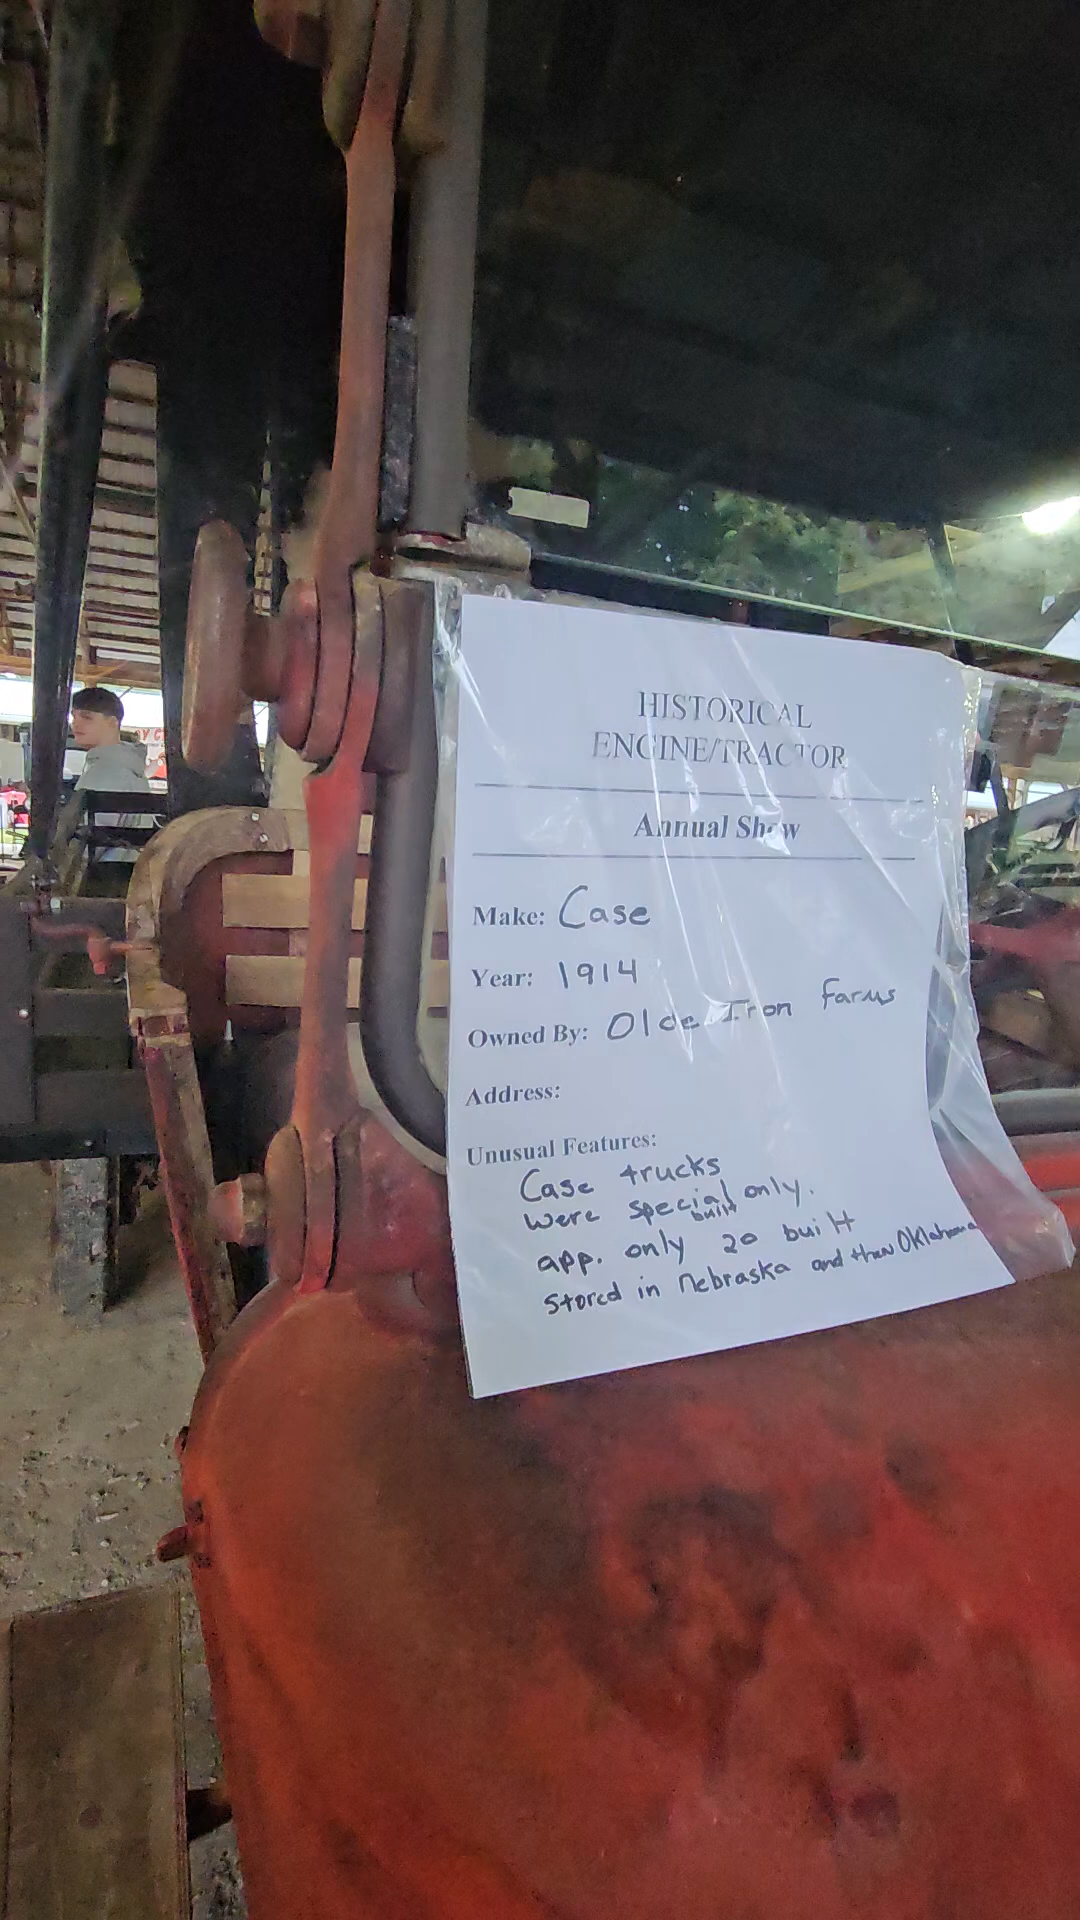 HISTORICAL
ENGINE/TRACTOR
Annual Show
Make: Case
Year: 1914
Owned By: Olde Iron Farms
Address:
Unusual Features:
Case trucks
were special built only.
app. only 20 built
Stored in Nebraska and then Oklahoma